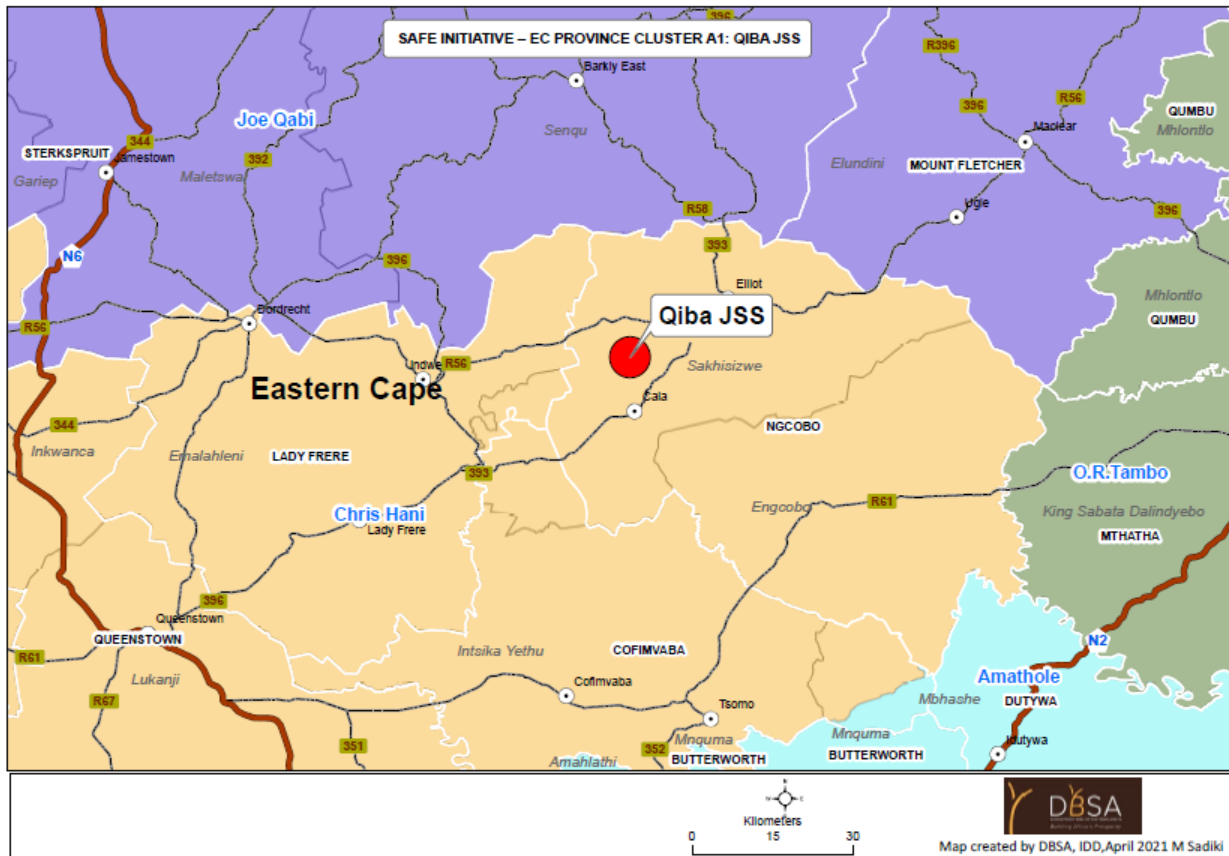 SAFE INITIATIVE – EC PROVINCE CLUSTER A1: QIBA JSS
396
R396
Barkly East
396
R56
QUMBU
Mhlontlo
Joe Qabi
Senqu
344
STERKSPRUIT
Jamestown
392
Maclear
Gariep
Maletswai
Elundini
MOUNT FLETCHER
R58
Ugie
396
393
N6
396
Elliot
Mhlontlo
QUMBU
Dordrecht
R56
Qiba JSS
Indwe
R56
Sakhisizwe
Eastern Cape
Cala
344
NGCOBO
Inkwanca
Emalahleni
LADY FRERE
393
O.R.Tambo
R61
Engcobo
King Sabata Dalindyebo
Chris Hani
Lady Frere
MTHATHA
396
Queenstown
QUEENSTOWN
N2
R61
Intsika Yethu
COFIMVABA
Lukanji
Amathole
Cofimvaba
Mbhashe
DUTYWA
R67
Tsomo
Mnquma
Mnquma
351
352
BUTTERWORTH
BUTTERWORTH
Idutywa
Amahlathi
N
W
E
S
Kilometers
0 15 30
DBSA
Building Africa's Prosperity
Map created by DBSA, IDD,April 2021 M Sadiki